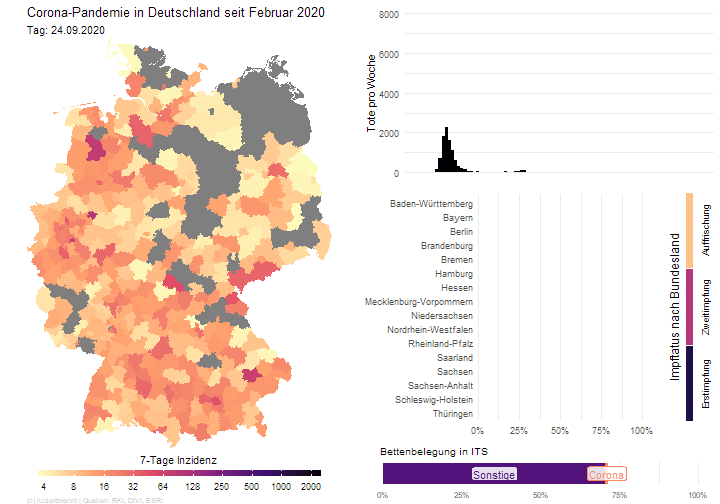 Corona-Pandemie in Deutschland seit Februar 2020
Tag: 24.09.2020
7-Tage Inzidenz
4 8 16 32 64 128 250 500 1000 2000
(c) /u/zeitbrennt | Quellen: RKI, DIVI, ESRI
Tote pro Woche
8000
6000
4000
2000
0
Baden-Württemberg
Bayern
Berlin
Brandenburg
Bremen
Hamburg
Hessen
Mecklenburg-Vorpommern
Niedersachsen
Nordrhein-Westfalen
Rheinland-Pfalz
Saarland
Sachsen
Sachsen-Anhalt
Schleswig-Holstein
Thüringen
0% 25% 50% 75% 100%
Impftatus nach Bundesland
Auffrischung
Zweitimpfung
Erstimpfung
Bettenbelegung in ITS
Sonstige
Corona
0% 25% 50% 75% 100%